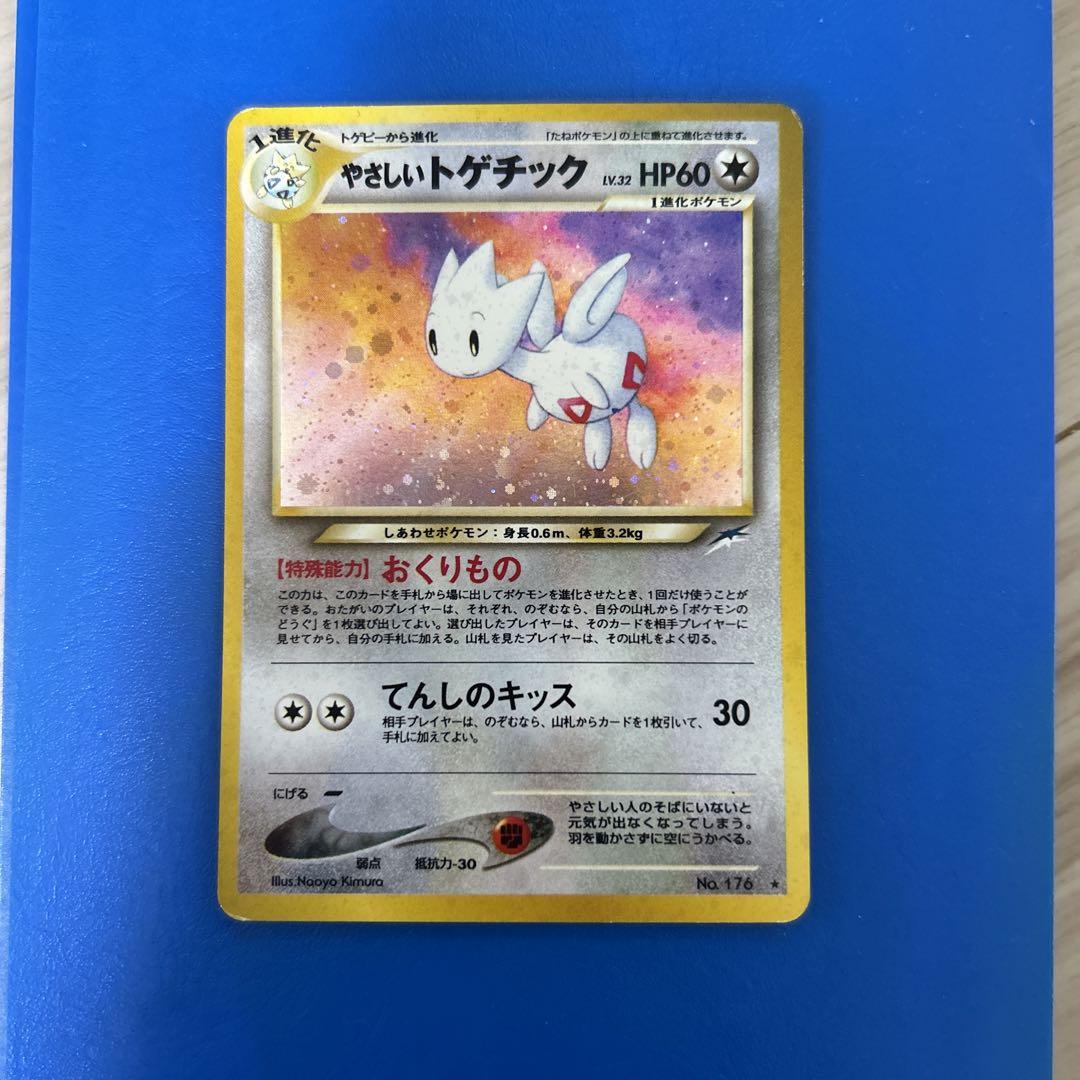 1進化
トゲピーから進化
「たねポケモン」の上に重ねて進化させます。
やさしいトゲチック LV.32 HP60
1進化ポケモン
しあわせポケモン：身長0.6m、体重3.2kg
【特殊能力】おくりもの
この力は、このカードを手札から場に出してポケモンを進化させたとき、1回だけ使うことが
できる。おたがいのプレイヤーは、それぞれ、のぞむなら、自分の山札から「ポケモンの
どうぐ」を1枚選び出してよい。選び出したプレイヤーは、そのカードを相手プレイヤーに
見せてから、自分の手札に加える。山札を見たプレイヤーは、その山札をよく切る。
てんしのキッス 30
相手プレイヤーは、のぞむなら、山札からカードを1枚引いて、
手札に加えてよい。
にげる
弱点 抵抗力-30
やさしい人のそばにいないと
元気が出なくなってしまう。
羽を動かさずに空にうかべる。
Illus. Naoyo Kimura
No. 176 ★